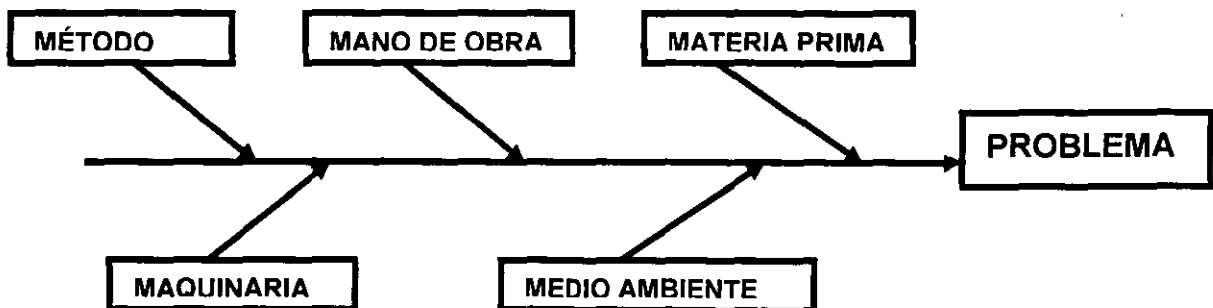 MÉTODO
MANO DE OBRA
MATERIA PRIMA
PROBLEMA
MAQUINARIA
MEDIO AMBIENTE